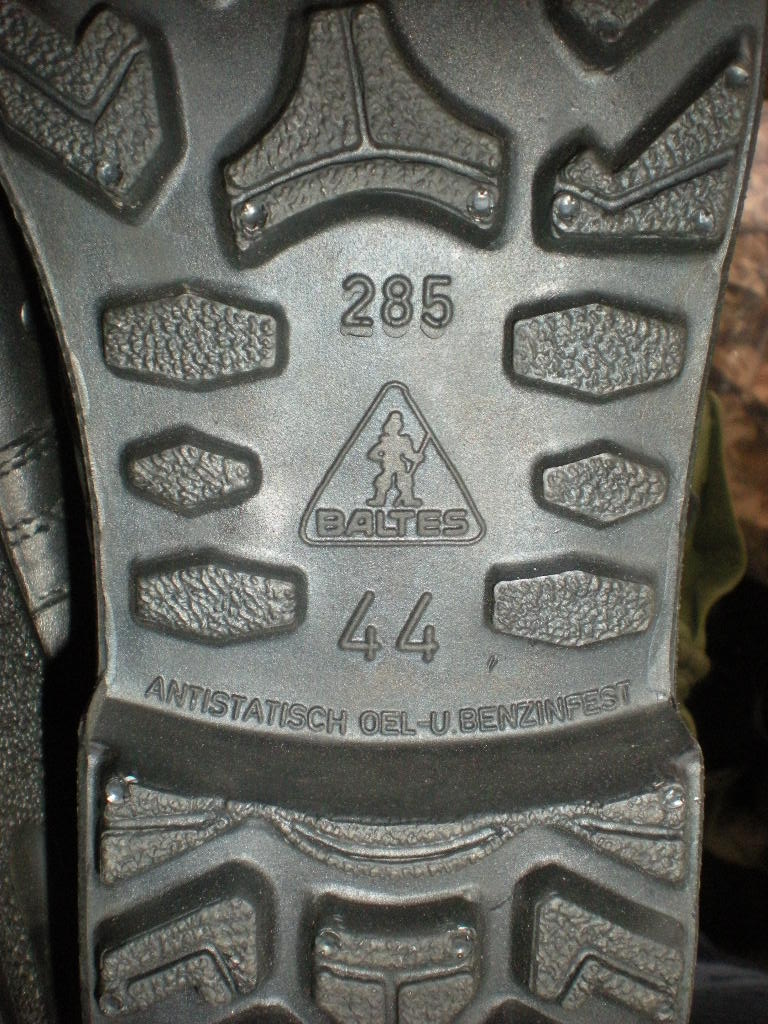 285
BALTES
44
ANTISTATISCH OEL-U.BENZINFEST